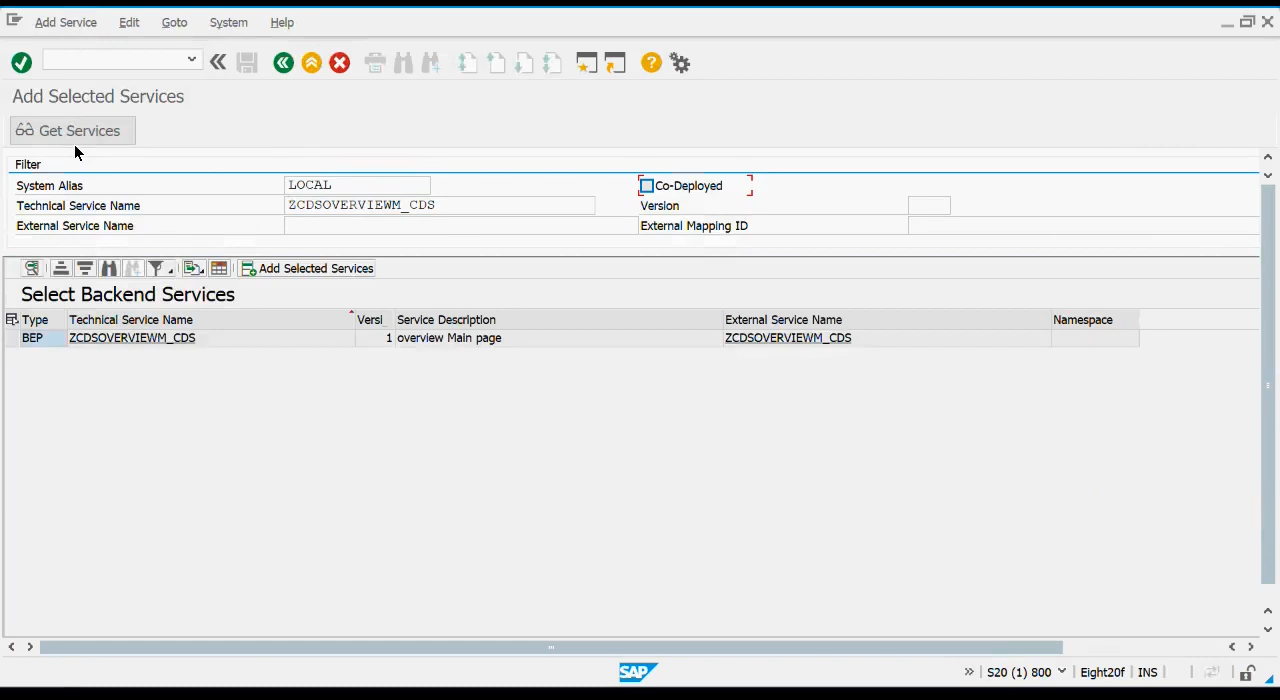 Add Service Edit Goto System Help
Add Selected Services
Get Services
Filter
System Alias LOCAL Co-Deployed
Technical Service Name ZCDSOVERVIEWM_CDS Version
External Service Name External Mapping ID
Add Selected Services
Select Backend Services
Type Technical Service Name Versi Service Description External Service Name Namespace
BEP ZCDSOVERVIEWM_CDS 1 overview Main page ZCDSOVERVIEWM_CDS
SAP S20 (1) 800 Eight20f INS